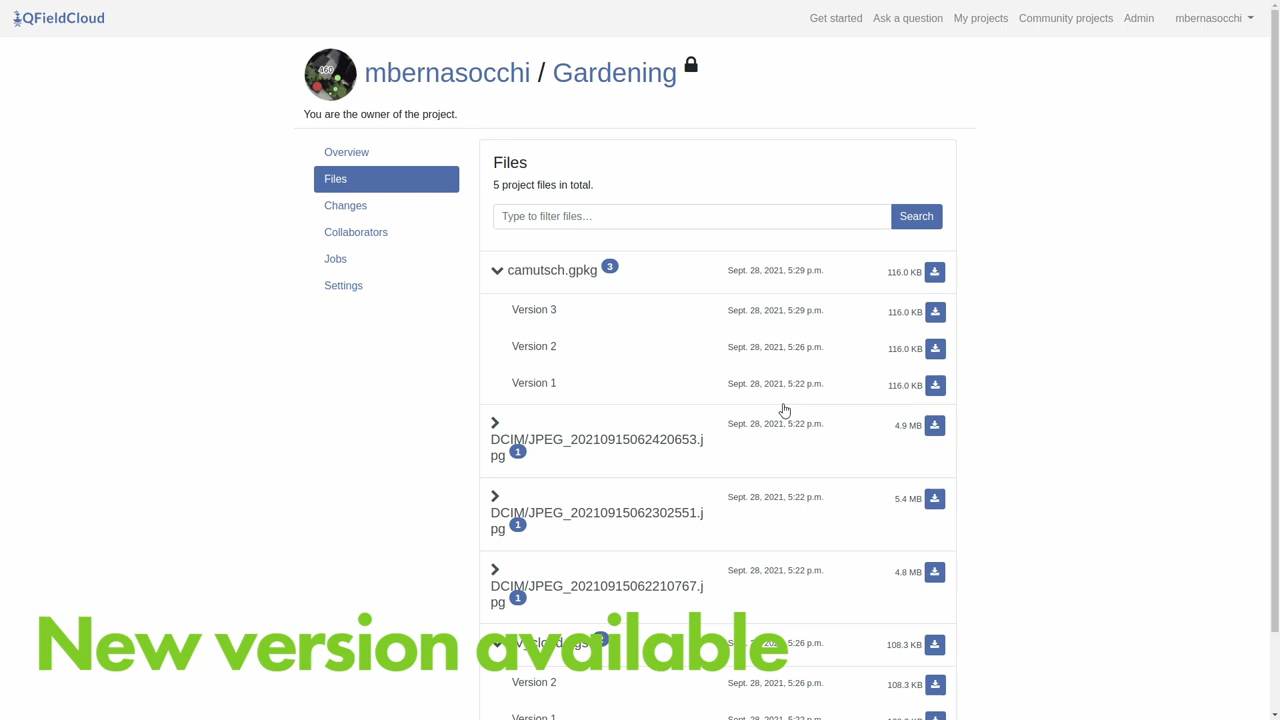 QFieldCloud
Get started Ask a question My projects Community projects Admin mbernasocchi
460
mbernasocchi / Gardening
You are the owner of the project.
Overview
Files
Changes
Collaborators
Jobs
Settings
Files
5 project files in total.
Type to filter files…
Search
camutsch.gpkg 3 Sept. 28, 2021, 5:29 p.m. 116.0 KB
Version 3 Sept. 28, 2021, 5:29 p.m. 116.0 KB
Version 2 Sept. 28, 2021, 5:26 p.m. 116.0 KB
Version 1 Sept. 28, 2021, 5:22 p.m. 116.0 KB
Sept. 28, 2021, 5:22 p.m. 4.9 MB
DCIM/JPEG_20210915062420653.j
pg 1
Sept. 28, 2021, 5:22 p.m. 5.4 MB
DCIM/JPEG_20210915062302551.j
pg 1
Sept. 28, 2021, 5:22 p.m. 4.8 MB
DCIM/JPEG_20210915062210767.j
pg 1
5:26 p.m. 108.3 KB
New version available
Version 2 Sept. 28, 2021, 5:26 p.m. 108.3 KB
Version 1 Sept. 28, 2021, 5:22 p.m.